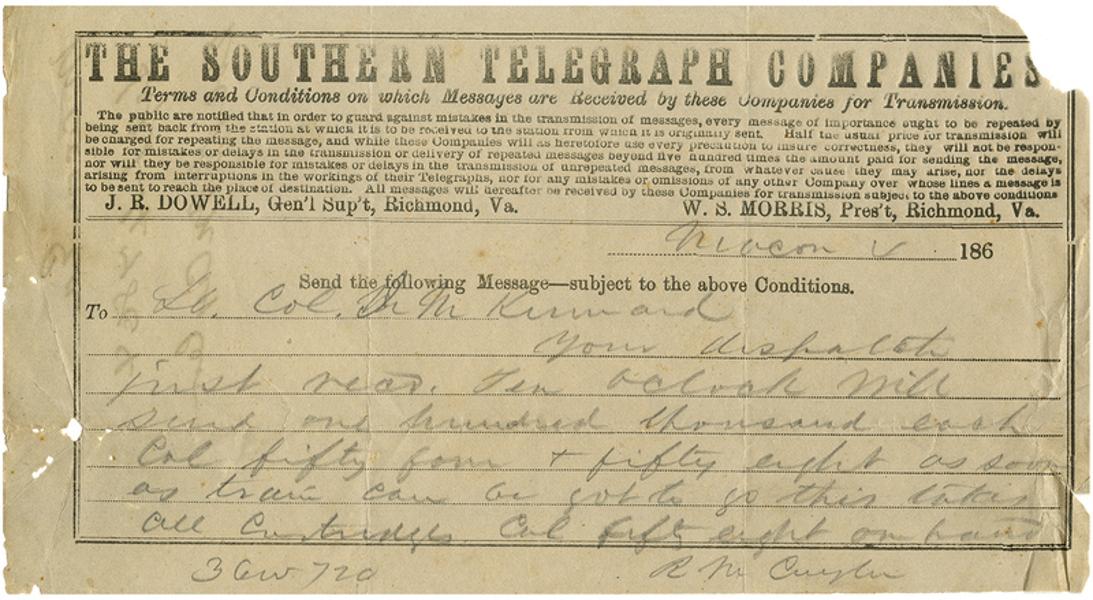 THE SOUTHERN TELEGRAPH COMPANIES
Terms and Conditions on which Messages are Received by these Companies for Transmission.
The public are notified that in order to guard against mistakes in the transmission of messages, every message of importance ought to be repeated by
being sent back from the station at which it is to be received to the station from which it is originally sent. Half the usual price for transmission will
be charged for repeating the message, and while these Companies will as heretofore use every precaution to insure correctness, they will not be respon-
sible for mistakes or delays in the transmission or delivery of repeated messages beyond five hundred times the amount paid for sending the message,
nor will they be responsible for mistakes or delays in the transmission of unrepeated messages, from whatever cause they may arise, nor the delays
arising from interruptions in the workings of their Telegraphs, nor for any mistakes or omissions of any other Company over whose lines a message is
to be sent to reach the place of destination. All messages will hereafter be received by these Companies for transmission subject to the above conditions
J. R. DOWELL, Gen'l Sup't, Richmond, Va. W. S. MORRIS, Pres't, Richmond, Va.
Macon 186
Send the following Message—subject to the above Conditions.
To Lt. Col. M Kennard
Your dispatch
just recd. Ten oclock Will
send one hundred thousand each
Cal fifty four + fifty eight as soon
as train can be got to go this takes
all Cartridges Cal fifty eight on hand
R M Cuyler